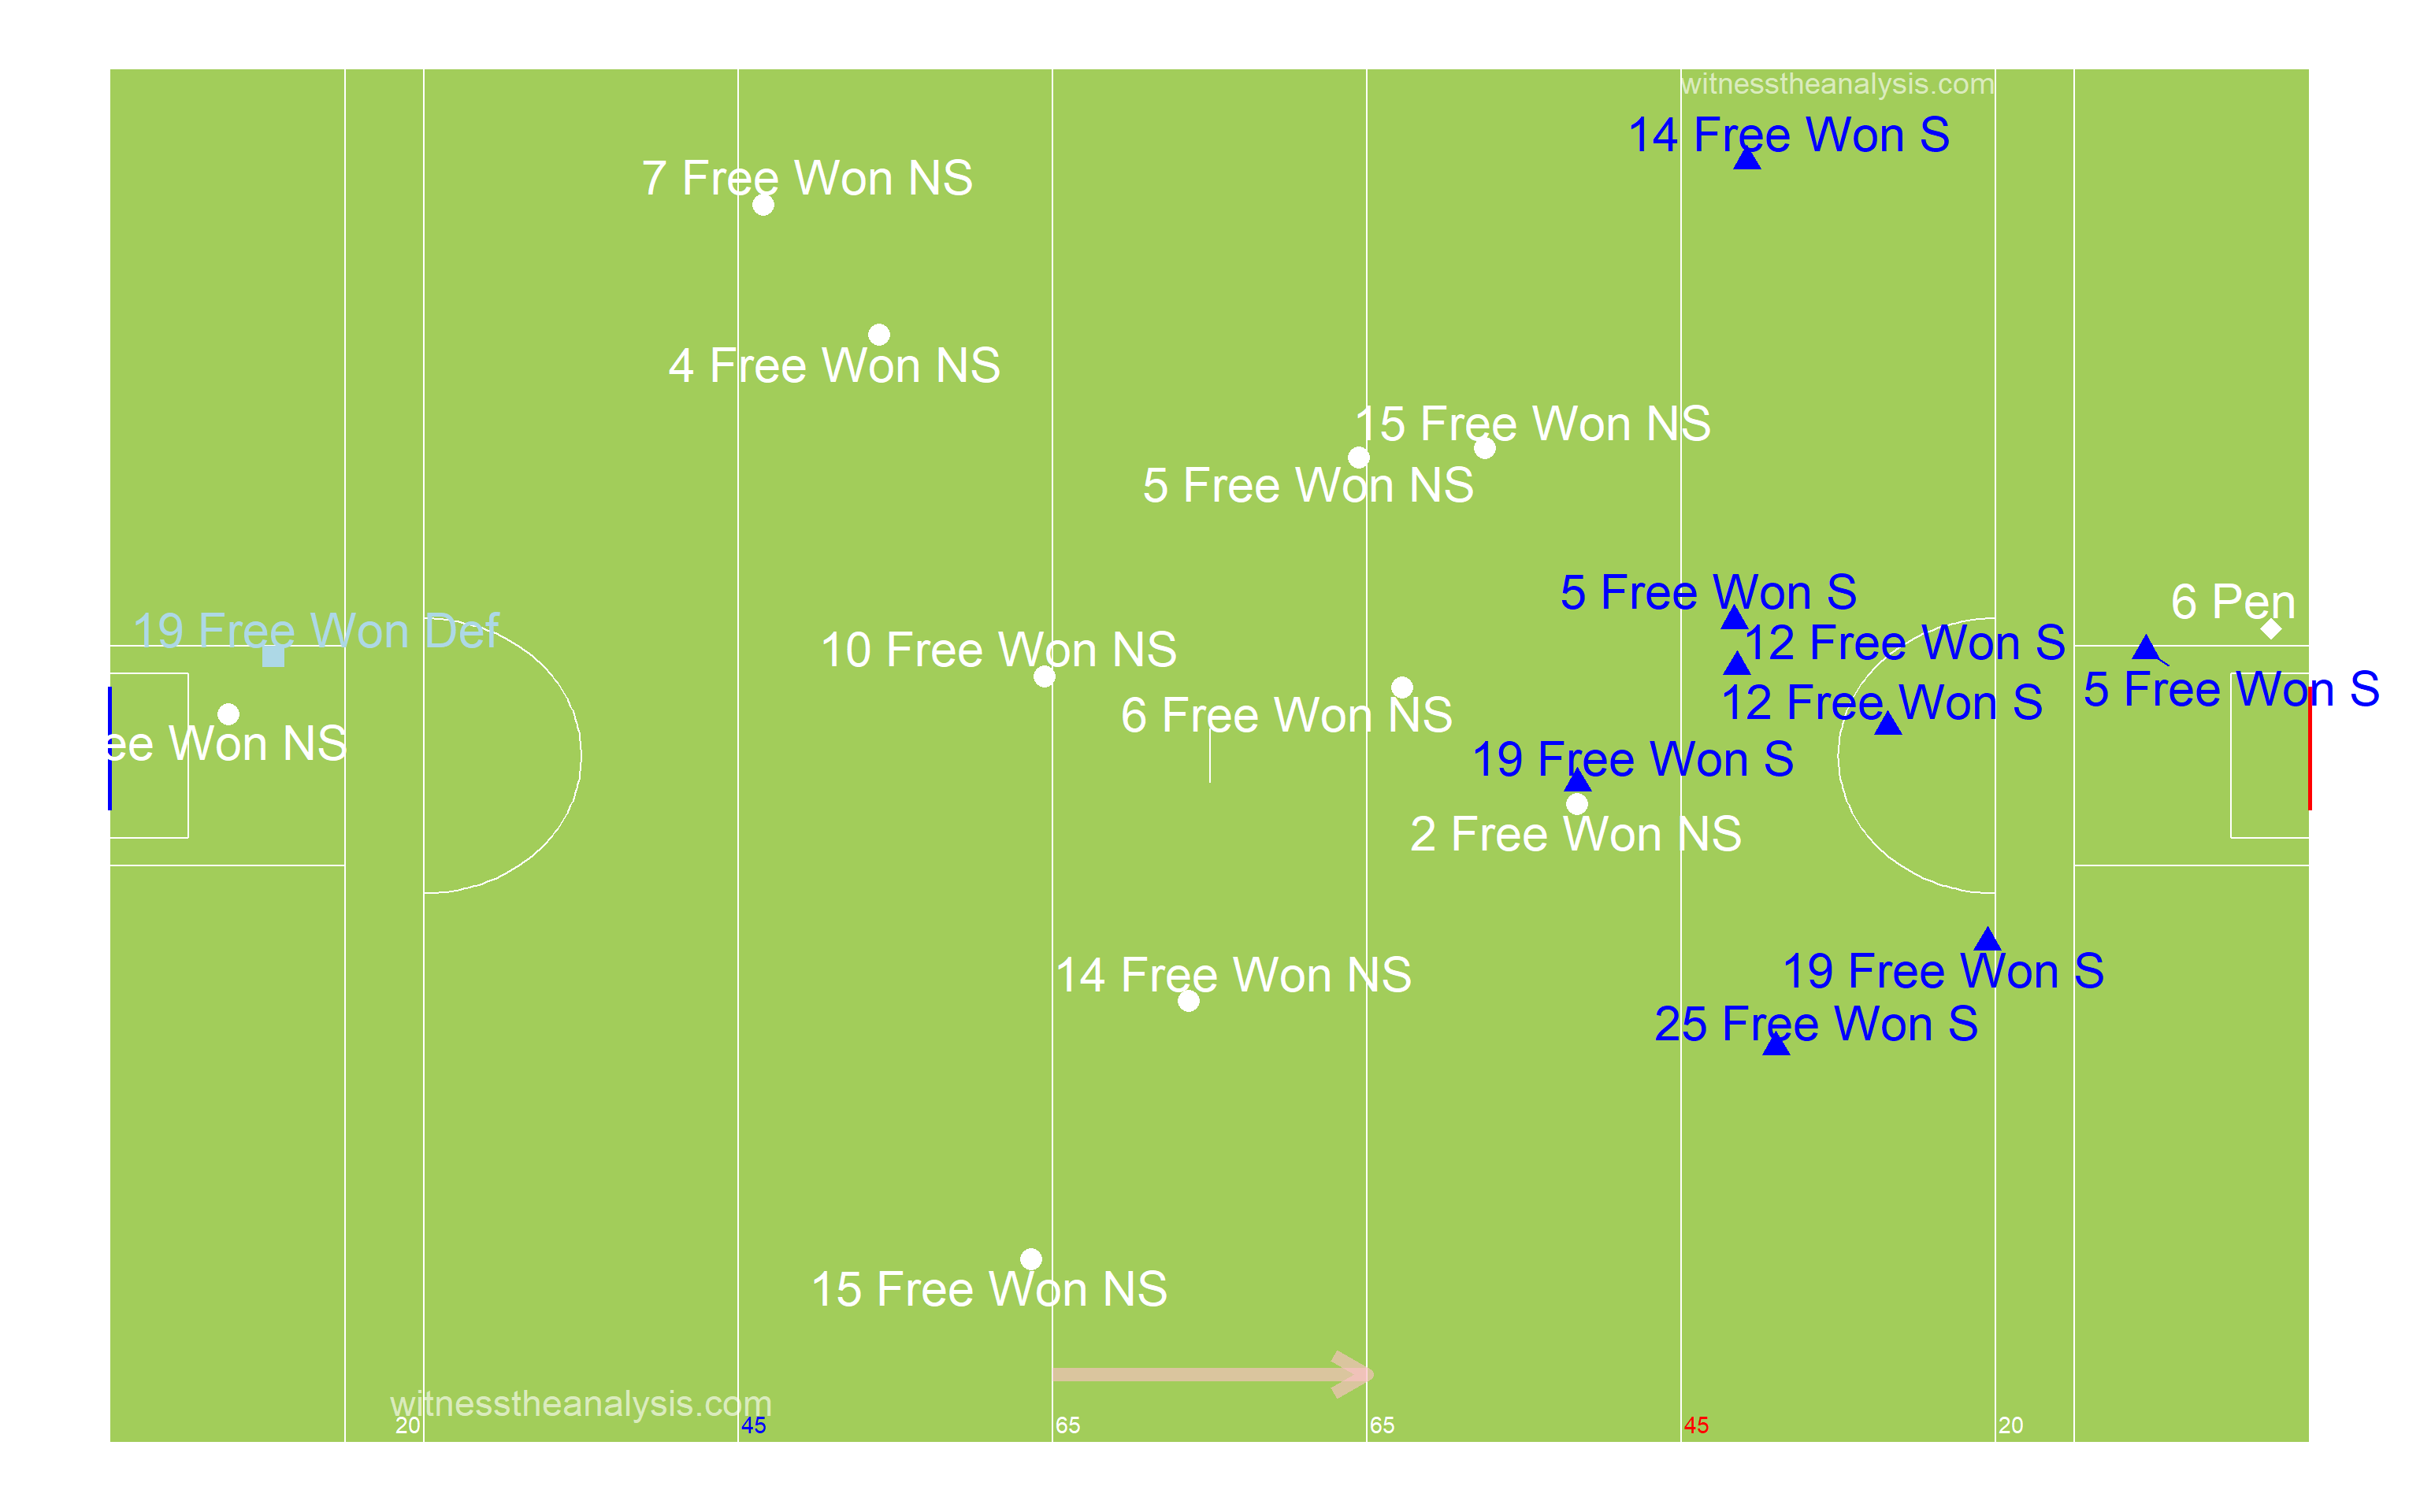 witnesstheanalysis.com
14 Free Won S
7 Free Won NS
4 Free Won NS
15 Free Won NS
5 Free Won NS
5 Free Won S
6 Pen
19 Free Won Def
12 Free Won S
10 Free Won NS
5 Free Won S
12 Free Won S
6 Free Won NS
ee Won NS
19 Free Won S
2 Free Won NS
19 Free Won S
14 Free Won NS
25 Free Won S
15 Free Won NS
witnesstheanalysis.com
20
45
65
65
45
20